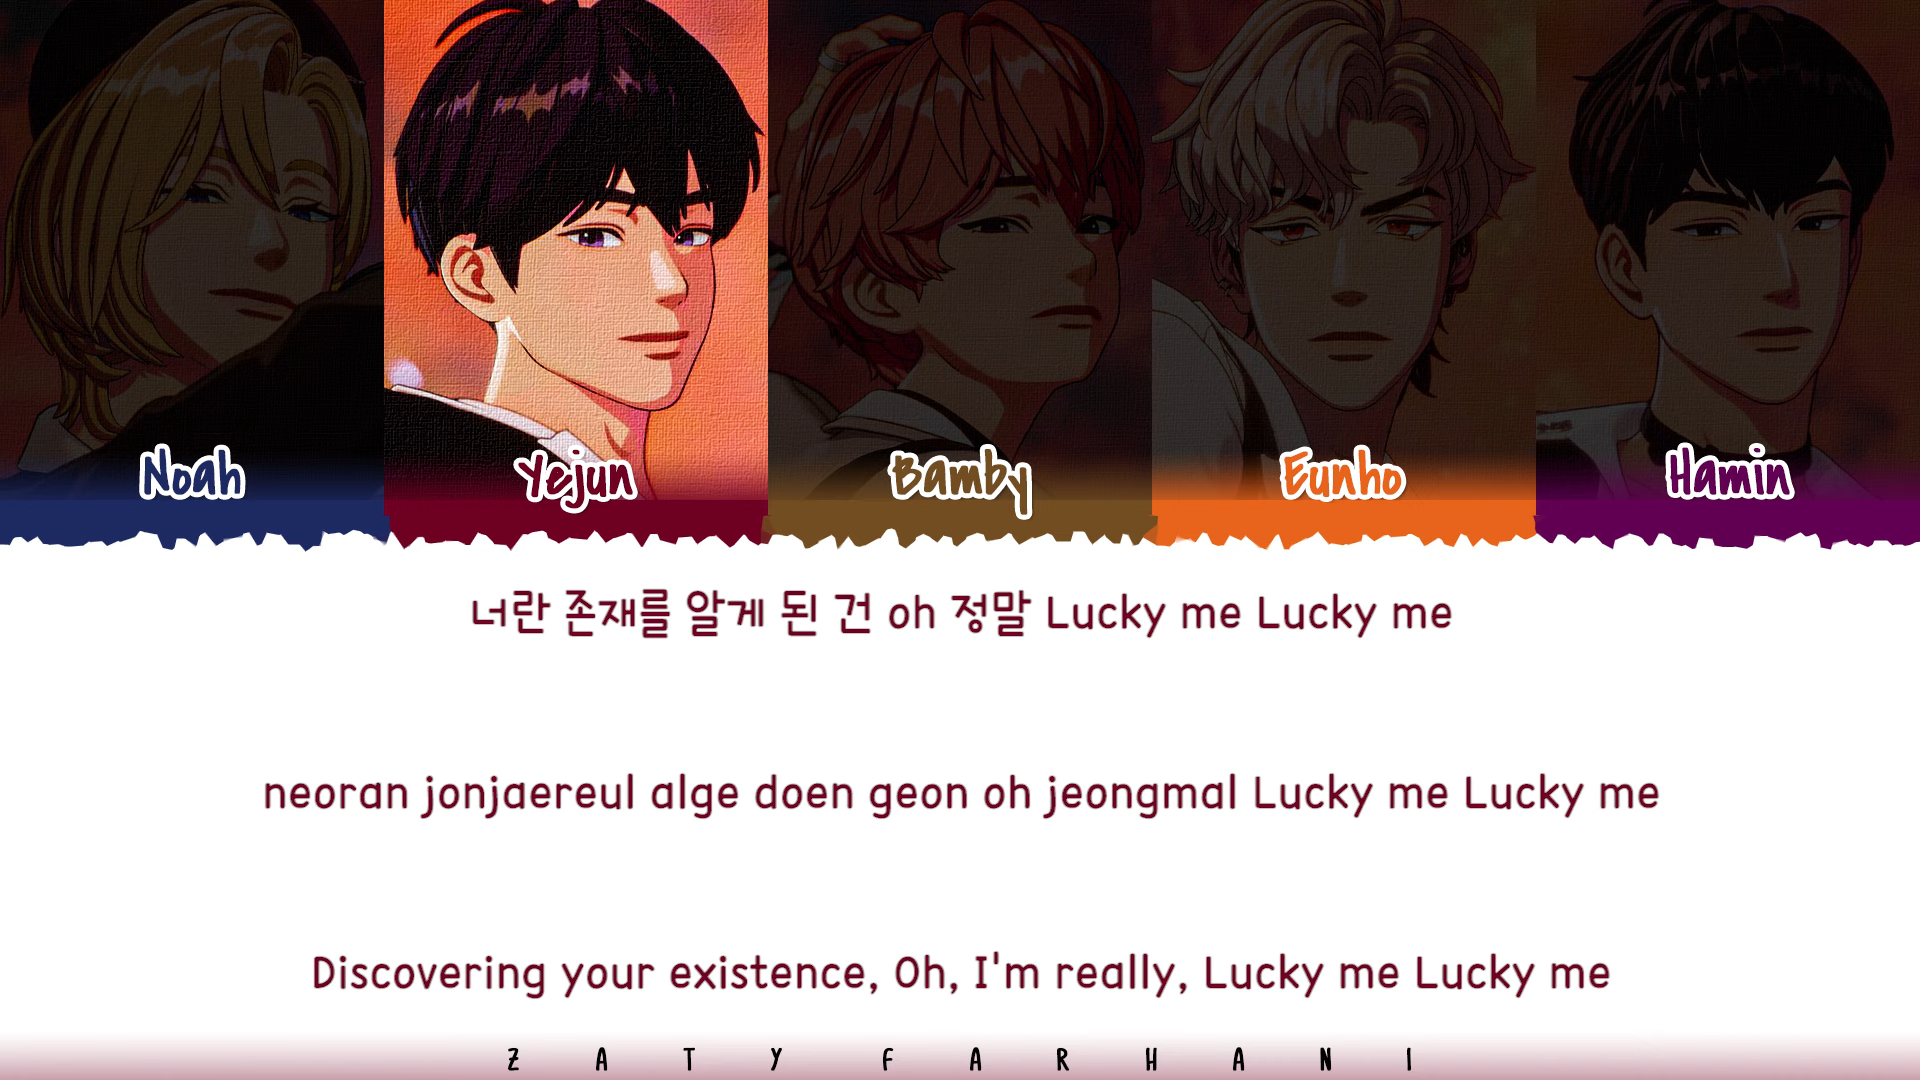 Noah
Yejun
Bamby
Eunho
Hamin
너란 존재를 알게 된 건 oh 정말 Lucky me Lucky me
neoran jonjaereul alge doen geon oh jeongmal Lucky me Lucky me
Discovering your existence, Oh, I'm really, Lucky me Lucky me
ZATY FARHANI